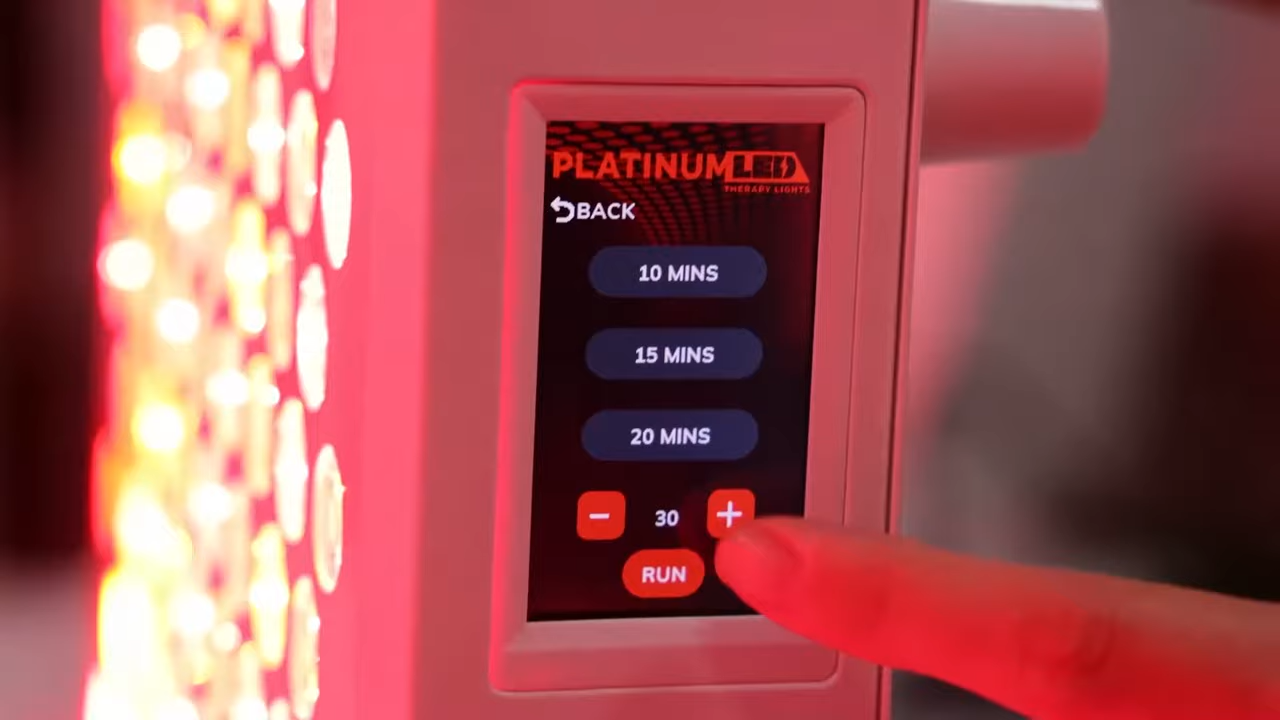 PLATINUMLED
THERAPY LIGHTS
BACK
10 MINS
15 MINS
20 MINS
− 30 +
RUN